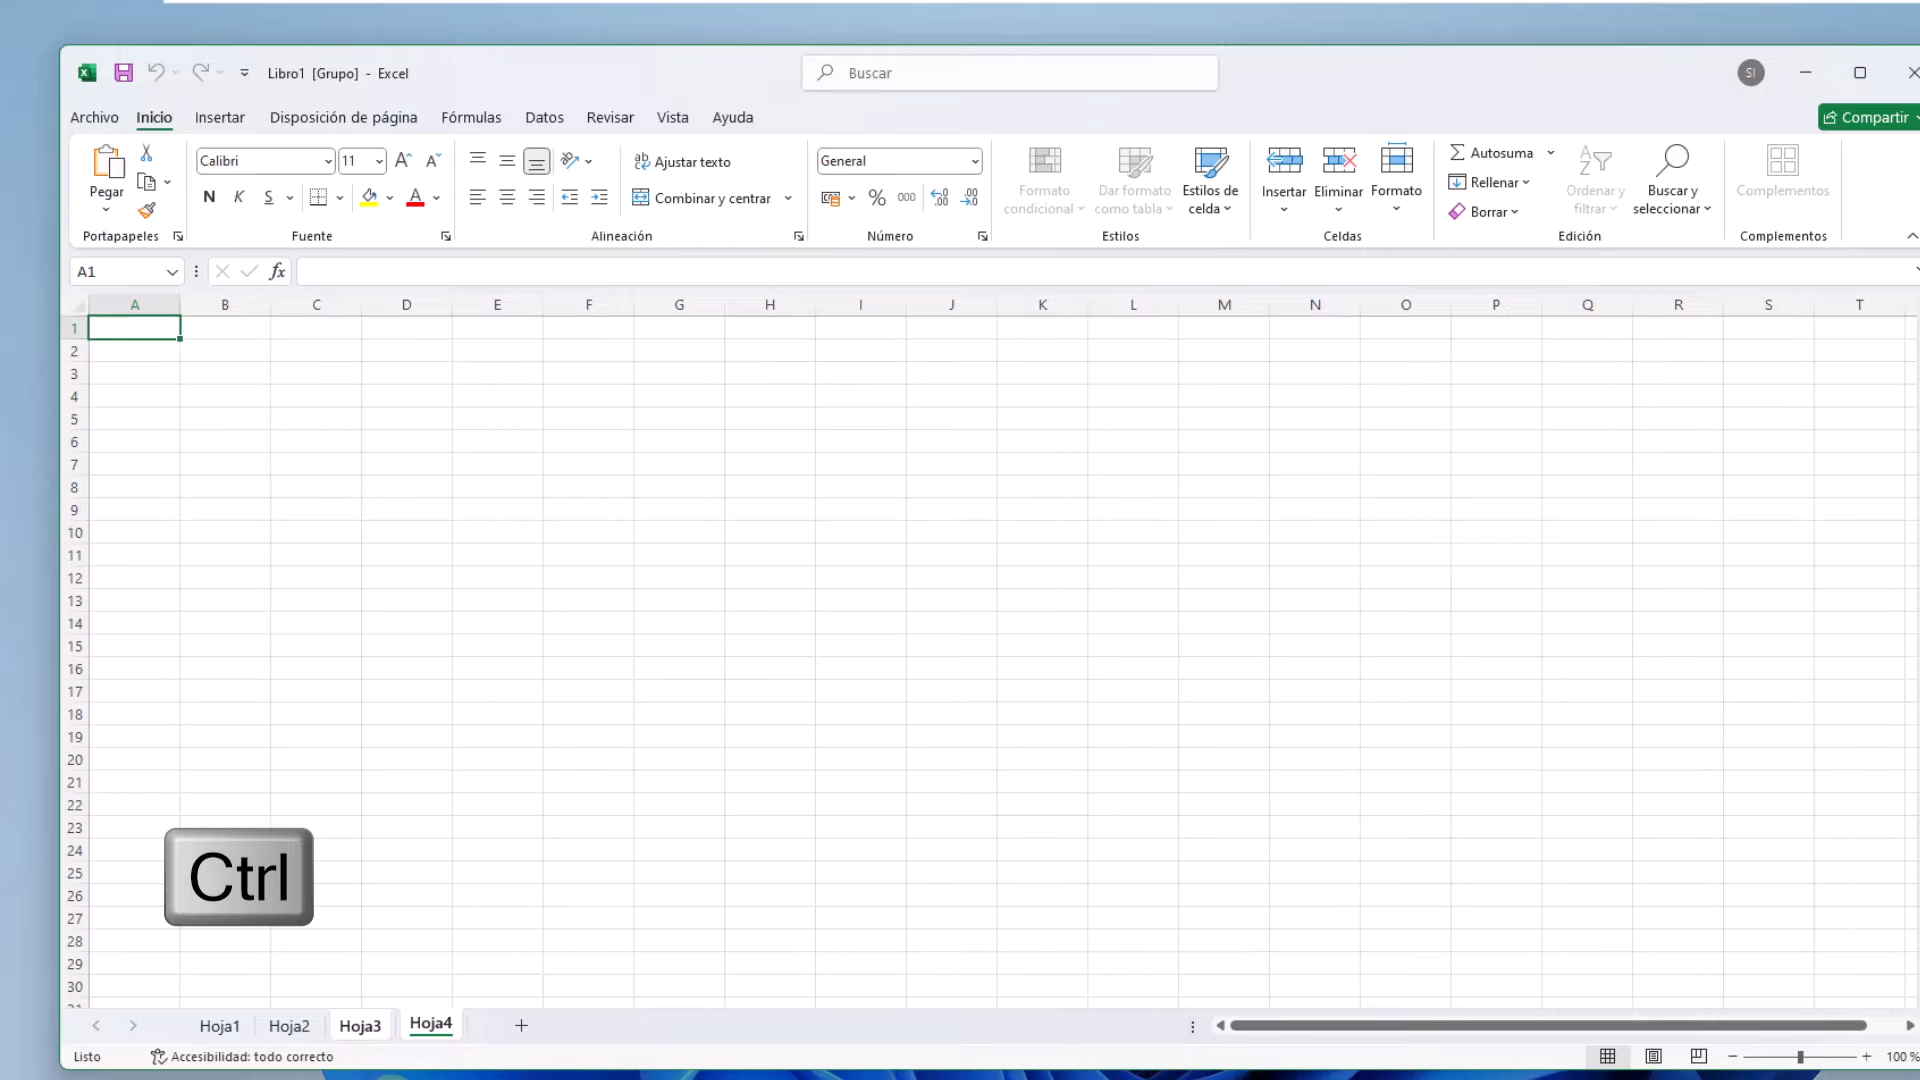 Libro1 [Grupo] - Excel
Buscar
SI
Archivo Inicio Insertar Disposición de página Fórmulas Datos Revisar Vista Ayuda
Compartir
Pegar
Portapapeles
Calibri 11
N K S
Fuente
Ajustar texto
Combinar y centrar
Alineación
General
% 000
Número
Formato condicional
Dar formato como tabla
Estilos de celda
Estilos
Insertar Eliminar Formato
Celdas
Autosuma
Rellenar
Borrar
Ordenar y filtrar
Buscar y seleccionar
Edición
Complementos
Complementos
A1
fx
A B C D E F G H I J K L M N O P Q R S T
1
2
3
4
5
6
7
8
9
10
11
12
13
14
15
16
17
18
19
20
21
22
23
24
25
26
27
28
29
30
Ctrl
Hoja1 Hoja2 Hoja3 Hoja4
Listo Accesibilidad: todo correcto
100 %